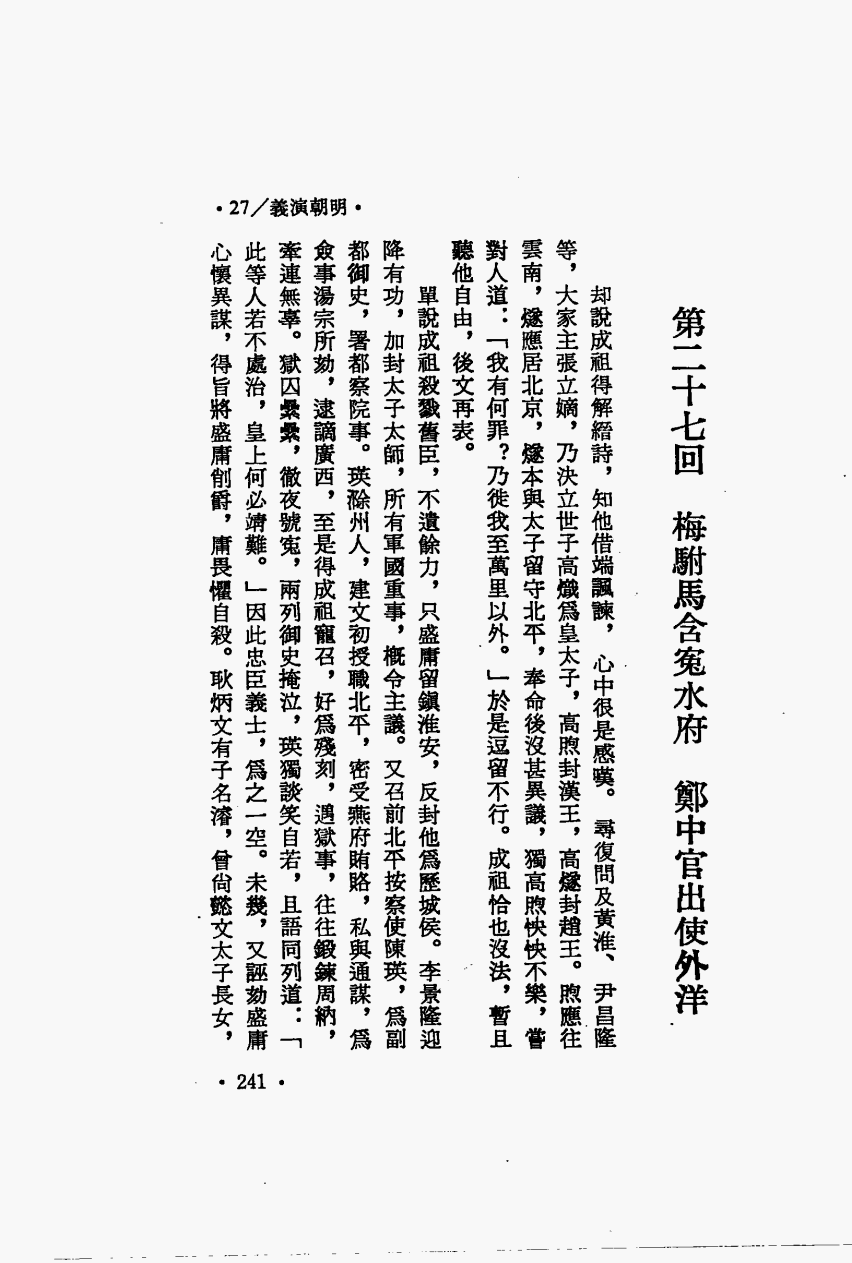 ·27/義演朝明·
第二十七回　梅駙馬含冤水府　鄭中官出使外洋
却說成祖得解縉詩，知他借端諷諫，心中很是感嘆。尋復問及黃淮、尹昌隆
等，大家主張立嫡，乃決立世子高熾爲皇太子，高煦封漢王，高燧封趙王。煦應往
雲南，燧應居北京，燧本與太子留守北平，奉命後沒甚異議，獨高煦怏怏不樂，嘗
對人道：「我有何罪？乃徙我至萬里以外。」於是逗留不行。成祖恰也沒法，暫且
聽他自由，後文再表。
單說成祖殺戮舊臣，不遺餘力，只盛庸留鎭淮安，反封他爲歷城侯。李景隆迎
降有功，加封太子太師，所有軍國重事，槪令主議。又召前北平按察使陳瑛，爲副
都御史，署都察院事。瑛滁州人，建文初授職北平，密受燕府賄賂，私與通謀，爲
僉事湯宗所劾，逮謫廣西，至是得成祖寵召，好爲殘刻，遇獄事，往往鍛鍊周納，
牽連無辜。獄囚纍纍，徹夜號冤，兩列御史掩泣，瑛獨談笑自若，且語同列道：「
此等人若不處治，皇上何必靖難。」因此忠臣義士，爲之一空。未幾，又誣劾盛庸
心懷異謀，得旨將盛庸削爵，庸畏懼自殺。耿炳文有子名濬，曾尙懿文太子長女，
·241·